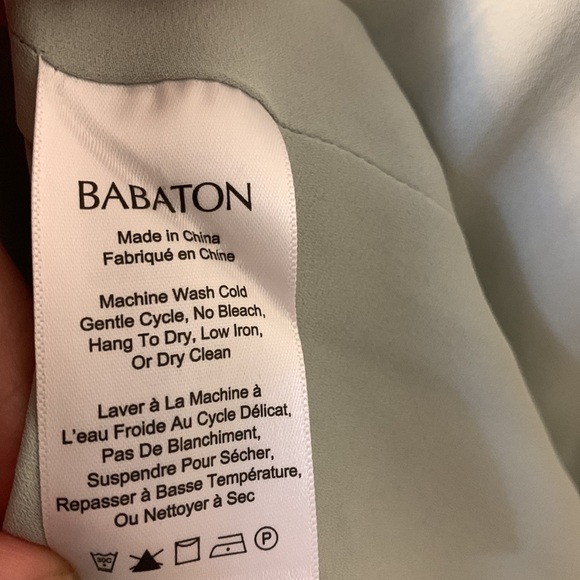 BABATON
Made in China
Fabriqué en Chine
Machine Wash Cold
Gentle Cycle, No Bleach,
Hang To Dry, Low Iron,
Or Dry Clean
Laver à La Machine à
L'eau Froide Au Cycle Délicat,
Pas De Blanchiment,
Suspendre Pour Sécher,
Repasser à Basse Température,
Ou Nettoyer à Sec
30C P